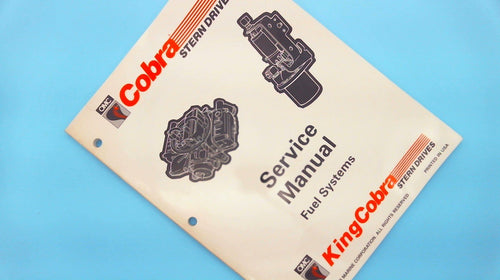 OMC
Cobra
STERN DRIVES
Service
Manual
Fuel Systems
OMC
KingCobra
STERN DRIVES
MARINE CORPORATION. ALL RIGHTS RESERVED
PRINTED IN USA